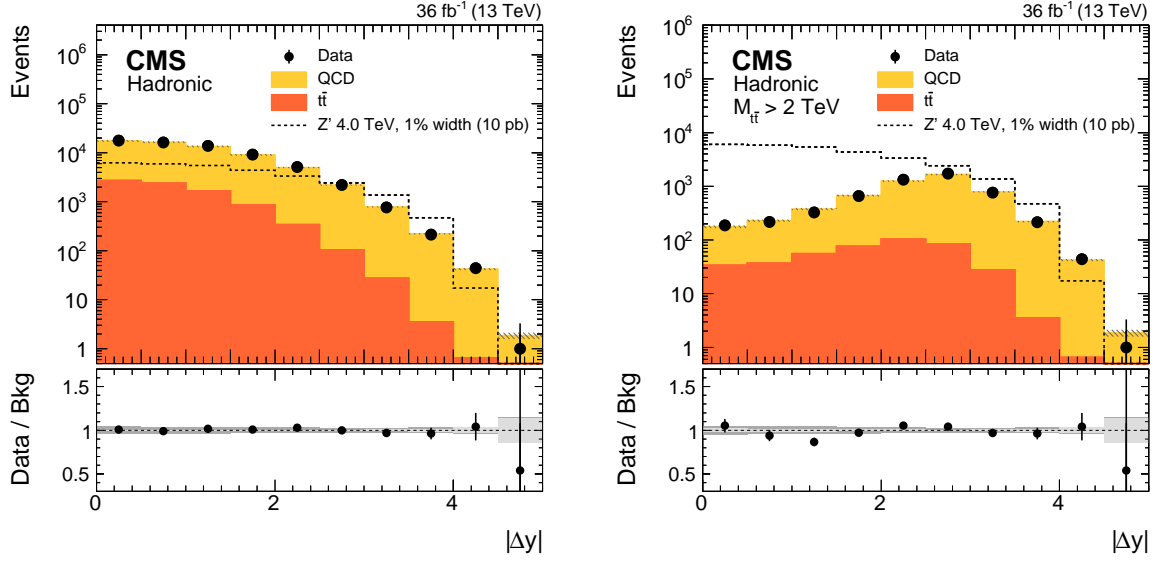 36 fb⁻¹ (13 TeV)
Events
10⁶
10⁵
10⁴
10³
10²
10
1
CMS
Hadronic
Data
QCD
tt̄
Z' 4.0 TeV, 1% width (10 pb)
Data / Bkg
1.5
1
0.5
0 2 4
|Δy|
36 fb⁻¹ (13 TeV)
Events
10⁶
10⁵
10⁴
10³
10²
10
1
CMS
Hadronic
M_tt̄ > 2 TeV
Data
QCD
tt̄
Z' 4.0 TeV, 1% width (10 pb)
Data / Bkg
1.5
1
0.5
0 2 4
|Δy|